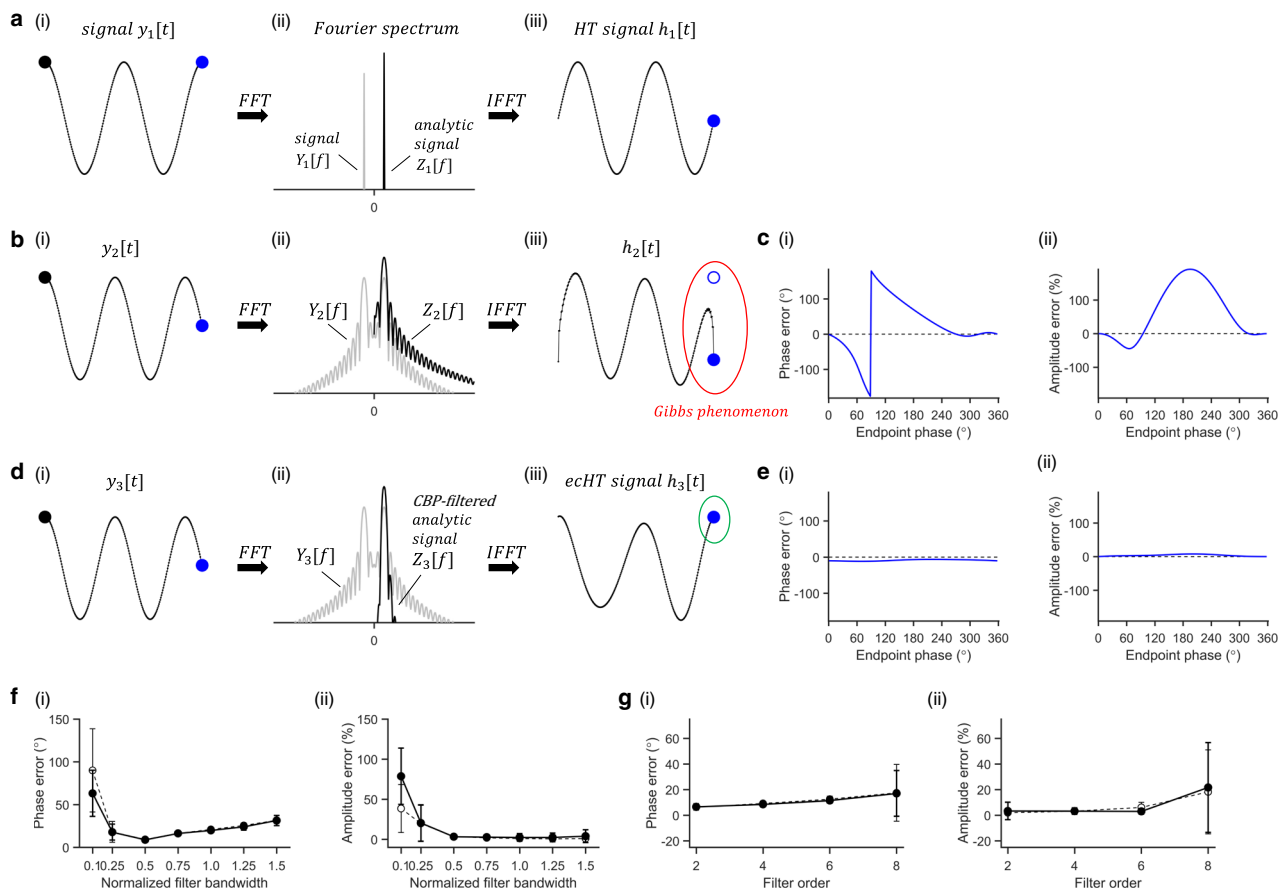 a (i) signal y₁[t] (ii) Fourier spectrum (iii) HT signal h₁[t]
FFT
IFFT
signal
Y₁[f]
analytic
signal
Z₁[f]
0
b (i) y₂[t] (ii) (iii) h₂[t]
FFT
Y₂[f]
Z₂[f]
IFFT
0
Gibbs phenomenon
c (i)
Phase error (°)
100
0
-100
0 60 120 180 240 300 360
Endpoint phase (°)
(ii)
Amplitude error (%)
100
0
-100
0 60 120 180 240 300 360
Endpoint phase (°)
d (i) y₃[t] (ii) (iii) ecHT signal h₃[t]
FFT
Y₃[f]
CBP-filtered
analytic
signal
Z₃[f]
IFFT
0
e (i)
Phase error (°)
100
0
-100
0 60 120 180 240 300 360
Endpoint phase (°)
(ii)
Amplitude error (%)
100
0
-100
0 60 120 180 240 300 360
Endpoint phase (°)
f (i)
Phase error (°)
150
100
50
0
0.1 0.25 0.5 0.75 1.0 1.25 1.5
Normalized filter bandwidth
(ii)
Amplitude error (%)
150
100
50
0
0.1 0.25 0.5 0.75 1.0 1.25 1.5
Normalized filter bandwidth
g (i)
Phase error (°)
60
40
20
0
-20
2 4 6 8
Filter order
(ii)
Amplitude error (%)
60
40
20
0
-20
2 4 6 8
Filter order